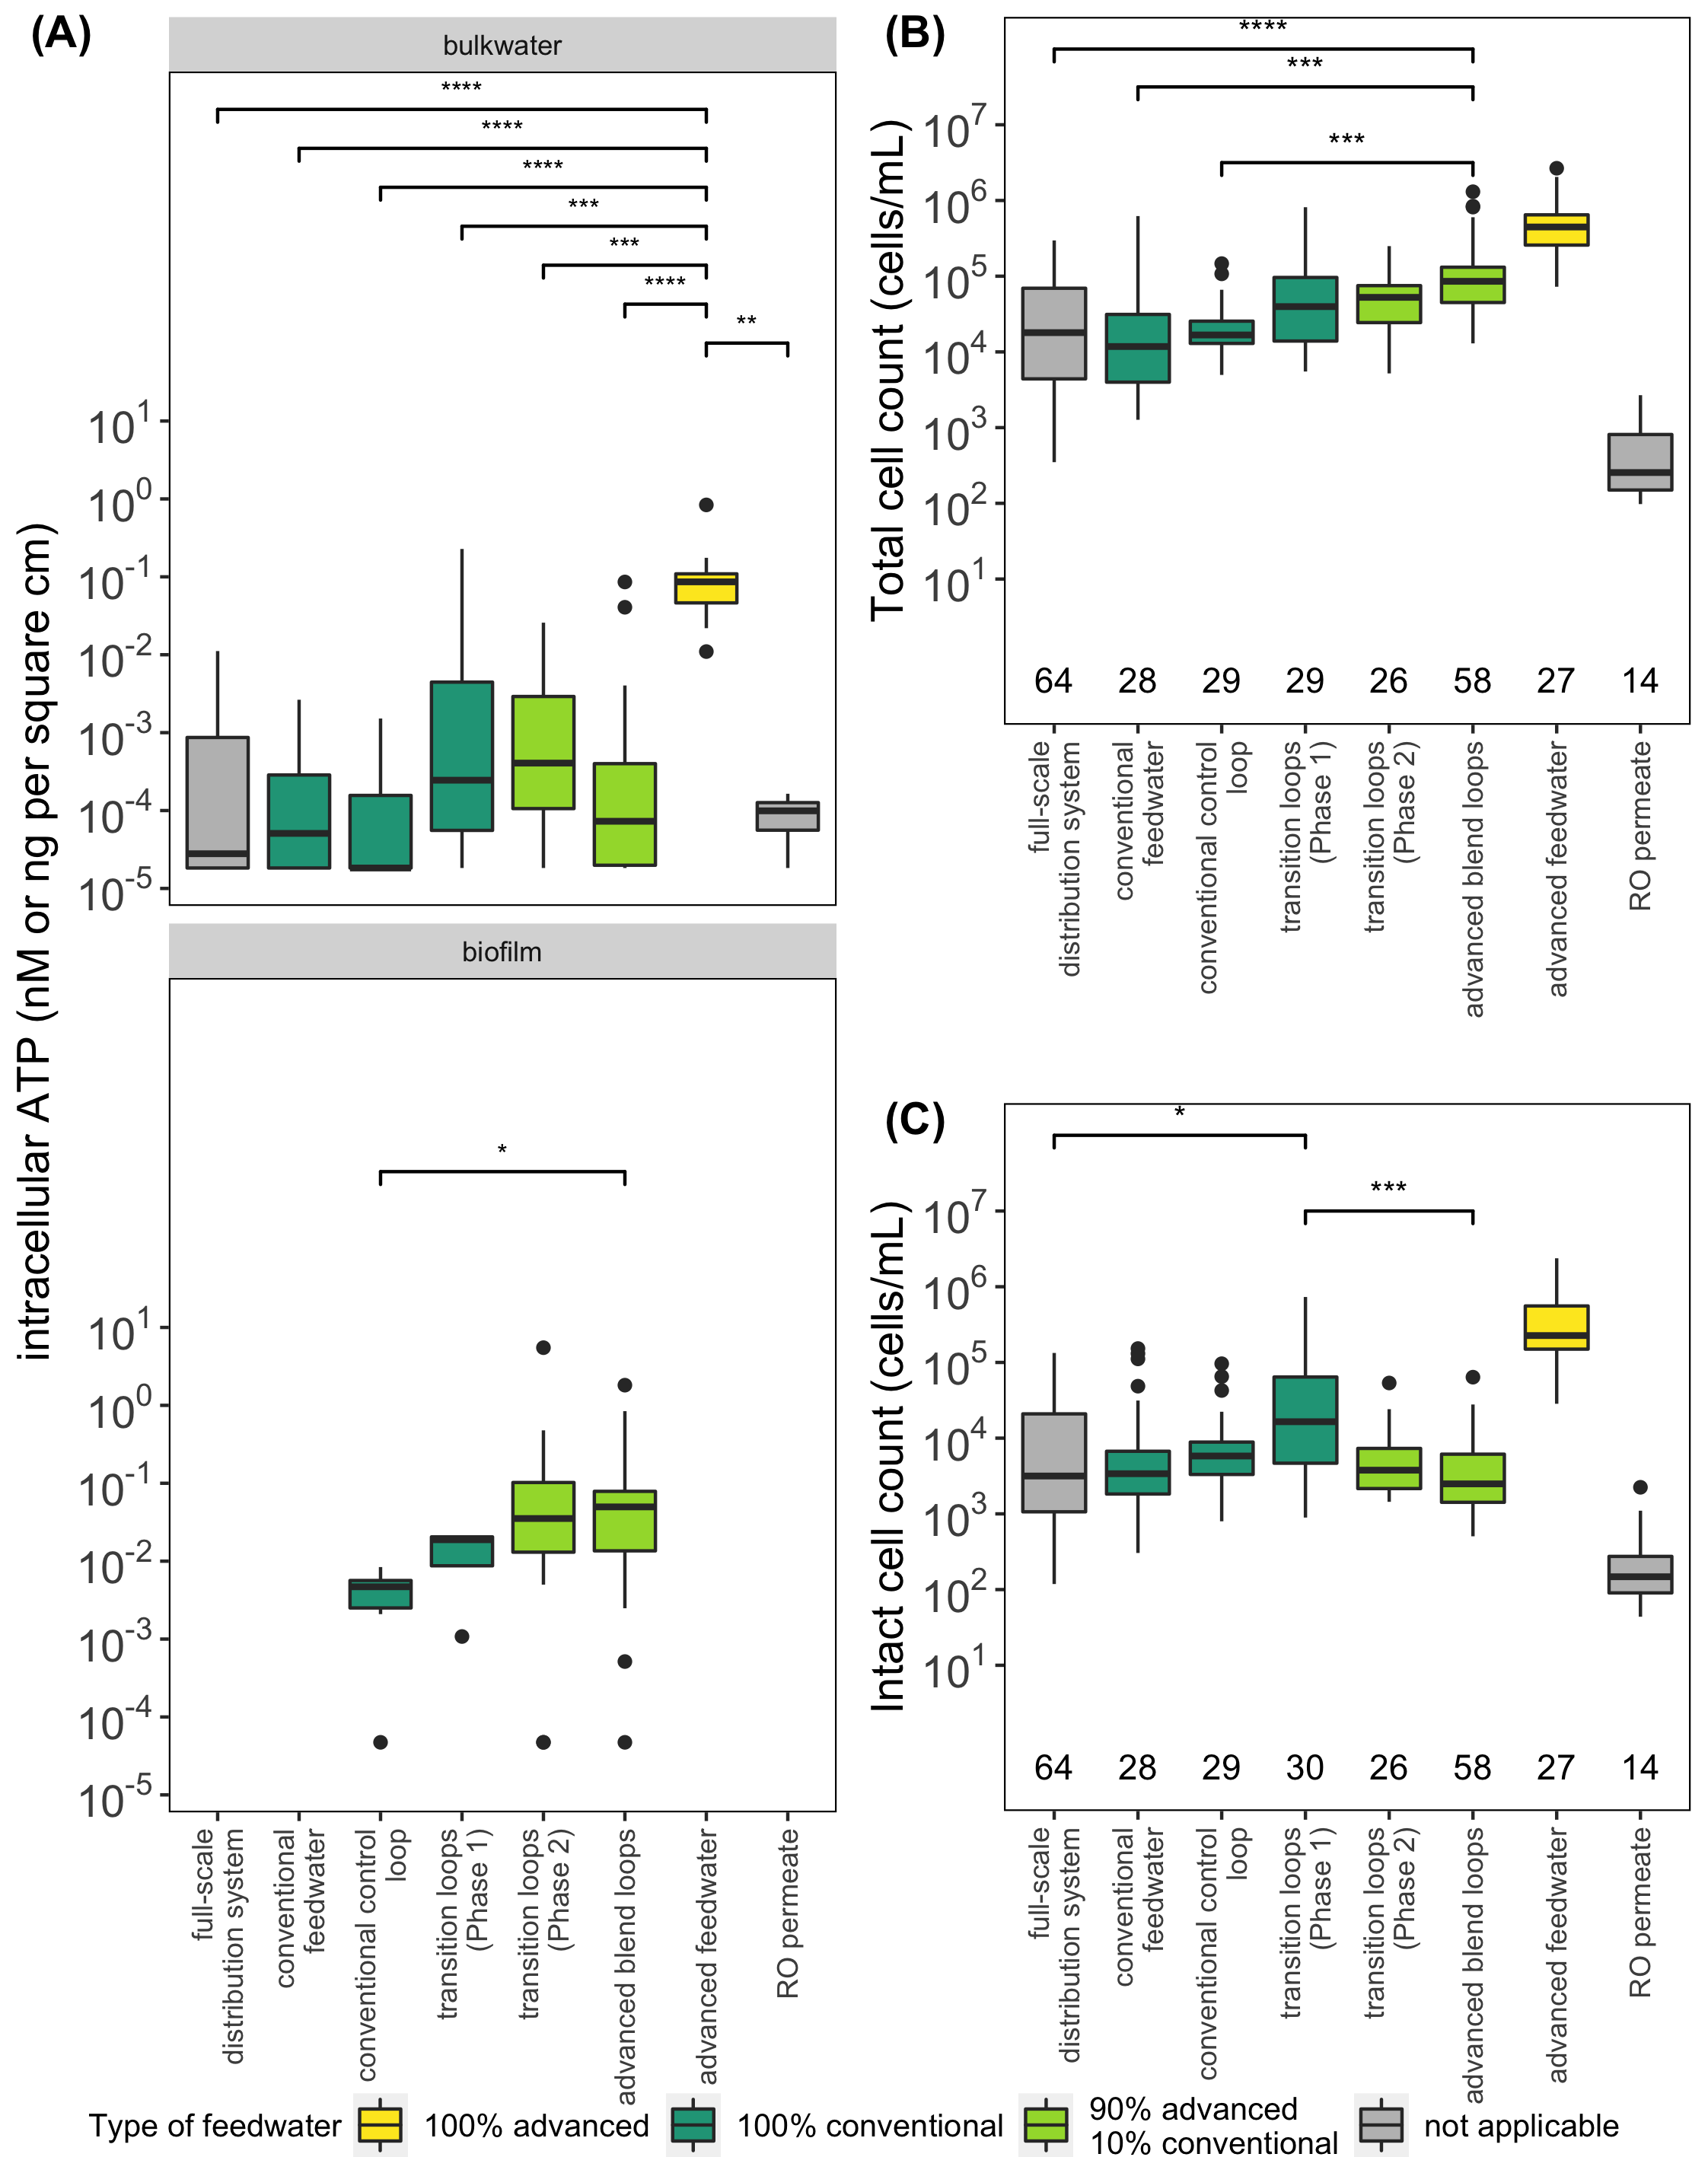 (A)
bulkwater
****
****
****
***
***
****
**
10^1
10^0
10^-1
10^-2
10^-3
10^-4
10^-5
intracellular ATP (nM or ng per square cm)
biofilm
*
10^1
10^0
10^-1
10^-2
10^-3
10^-4
10^-5
full-scale
distribution system
conventional
feedwater
conventional control
loop
transition loops
(Phase 1)
transition loops
(Phase 2)
advanced blend loops
advanced feedwater
RO permeate
(B)
****
***
***
Total cell count (cells/mL)
10^7
10^6
10^5
10^4
10^3
10^2
10^1
64 28 29 29 26 58 27 14
full-scale
distribution system
conventional
feedwater
conventional control
loop
transition loops
(Phase 1)
transition loops
(Phase 2)
advanced blend loops
advanced feedwater
RO permeate
(C)
*
***
Intact cell count (cells/mL)
10^7
10^6
10^5
10^4
10^3
10^2
10^1
64 28 29 30 26 58 27 14
full-scale
distribution system
conventional
feedwater
conventional control
loop
transition loops
(Phase 1)
transition loops
(Phase 2)
advanced blend loops
advanced feedwater
RO permeate
Type of feedwater
100% advanced
100% conventional
90% advanced
10% conventional
not applicable